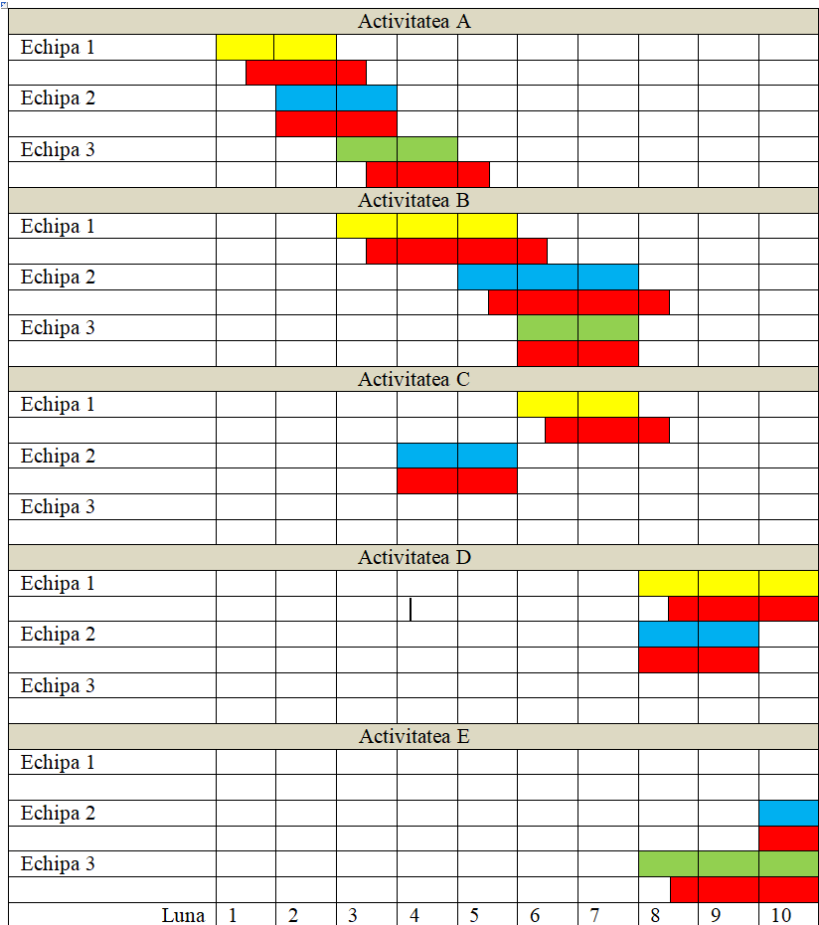 Activitatea A
Echipa 1
Echipa 2
Echipa 3
Activitatea B
Echipa 1
Echipa 2
Echipa 3
Activitatea C
Echipa 1
Echipa 2
Echipa 3
Activitatea D
Echipa 1
Echipa 2
Echipa 3
Activitatea E
Echipa 1
Echipa 2
Echipa 3
Luna 1 2 3 4 5 6 7 8 9 10